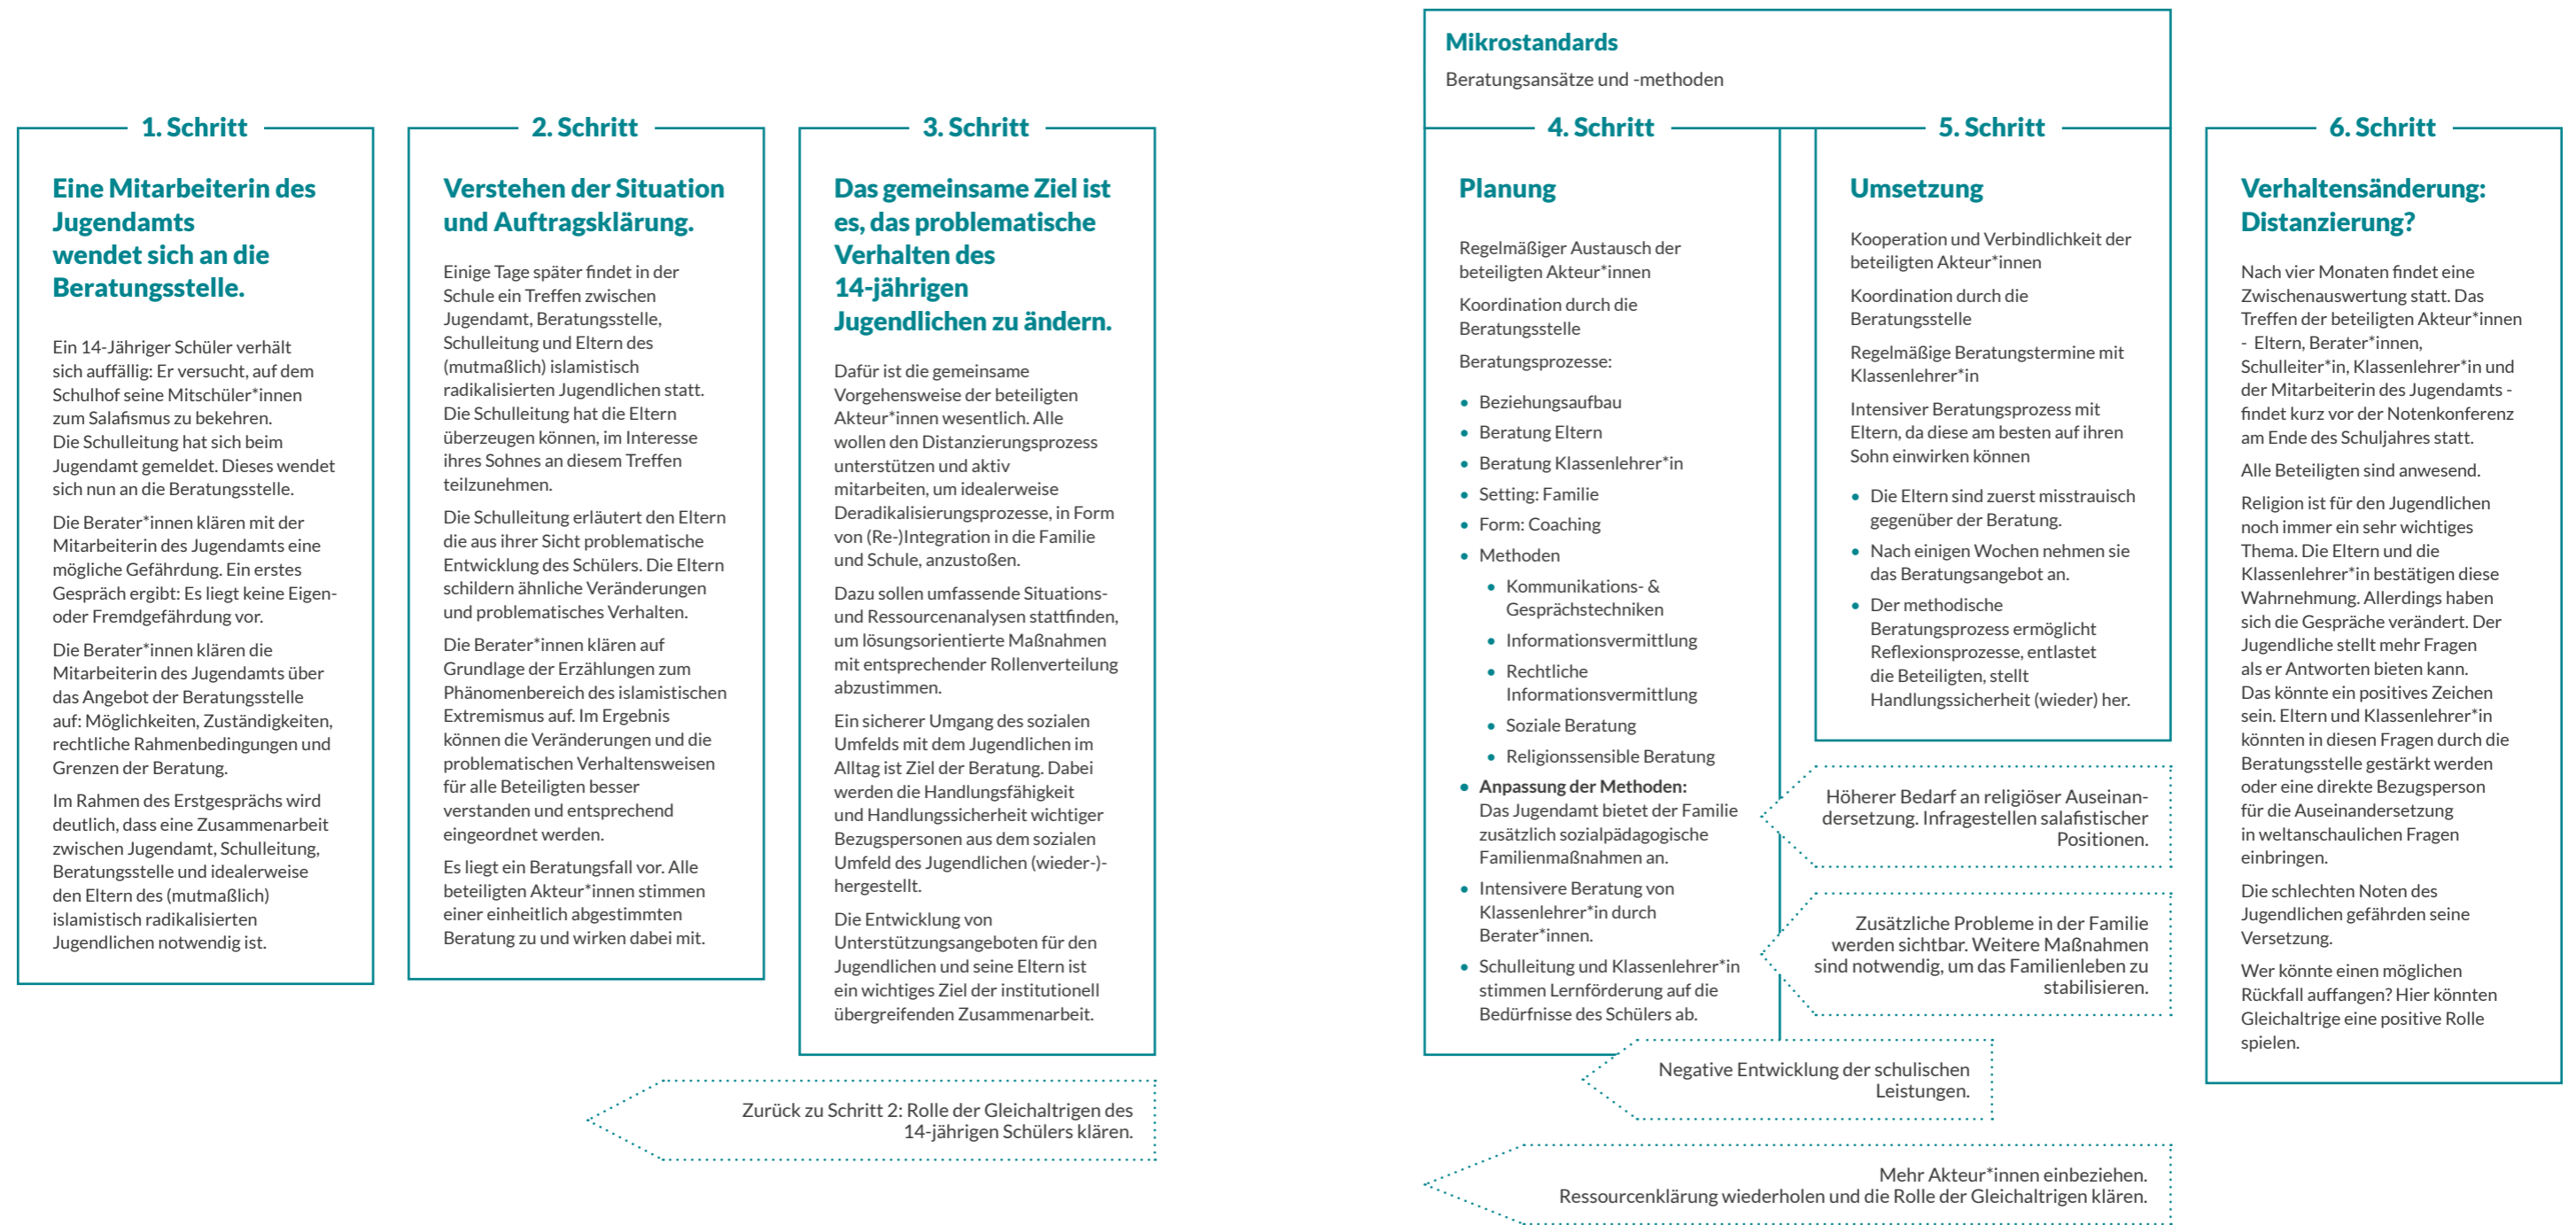 1. Schritt
Eine Mitarbeiterin des
Jugendamts
wendet sich an die
Beratungsstelle.
Ein 14-Jähriger Schüler verhält
sich auffällig: Er versucht, auf dem
Schulhof seine Mitschüler*innen
zum Salafismus zu bekehren.
Die Schulleitung hat sich beim
Jugendamt gemeldet. Dieses wendet
sich nun an die Beratungsstelle.
Die Berater*innen klären mit der
Mitarbeiterin des Jugendamts eine
mögliche Gefährdung. Ein erstes
Gespräch ergibt: Es liegt keine Eigen-
oder Fremdgefährdung vor.
Die Berater*innen klären die
Mitarbeiterin des Jugendamts über
das Angebot der Beratungsstelle
auf: Möglichkeiten, Zuständigkeiten,
rechtliche Rahmenbedingungen und
Grenzen der Beratung.
Im Rahmen des Erstgesprächs wird
deutlich, dass eine Zusammenarbeit
zwischen Jugendamt, Schulleitung,
Beratungsstelle und idealerweise
den Eltern des (mutmaßlich)
islamistisch radikalisierten
Jugendlichen notwendig ist.
2. Schritt
Verstehen der Situation
und Auftragsklärung.
Einige Tage später findet in der
Schule ein Treffen zwischen
Jugendamt, Beratungsstelle,
Schulleitung und Eltern des
(mutmaßlich) islamistisch
radikalisierten Jugendlichen statt.
Die Schulleitung hat die Eltern
überzeugen können, im Interesse
ihres Sohnes an diesem Treffen
teilzunehmen.
Die Schulleitung erläutert den Eltern
die aus ihrer Sicht problematische
Entwicklung des Schülers. Die Eltern
schildern ähnliche Veränderungen
und problematisches Verhalten.
Die Berater*innen klären auf
Grundlage der Erzählungen zum
Phänomenbereich des islamistischen
Extremismus auf. Im Ergebnis
können die Veränderungen und die
problematischen Verhaltensweisen
für alle Beteiligten besser
verstanden und entsprechend
eingeordnet werden.
Es liegt ein Beratungsfall vor. Alle
beteiligten Akteur*innen stimmen
einer einheitlich abgestimmten
Beratung zu und wirken dabei mit.
3. Schritt
Das gemeinsame Ziel ist
es, das problematische
Verhalten des
14-jährigen
Jugendlichen zu ändern.
Dafür ist die gemeinsame
Vorgehensweise der beteiligten
Akteur*innen wesentlich. Alle
wollen den Distanzierungsprozess
unterstützen und aktiv
mitarbeiten, um idealerweise
Deradikalisierungsprozesse, in Form
von (Re-)Integration in die Familie
und Schule, anzustoßen.
Dazu sollen umfassende Situations-
und Ressourcenanalysen stattfinden,
um lösungsorientierte Maßnahmen
mit entsprechender Rollenverteilung
abzustimmen.
Ein sicherer Umgang des sozialen
Umfelds mit dem Jugendlichen im
Alltag ist Ziel der Beratung. Dabei
werden die Handlungsfähigkeit
und Handlungssicherheit wichtiger
Bezugspersonen aus dem sozialen
Umfeld des Jugendlichen (wieder-)-
hergestellt.
Die Entwicklung von
Unterstützungsangeboten für den
Jugendlichen und seine Eltern ist
ein wichtiges Ziel der institutionell
übergreifenden Zusammenarbeit.
Zurück zu Schritt 2: Rolle der Gleichaltrigen des
14-jährigen Schülers klären.
Mikrostandards
Beratungsansätze und -methoden
4. Schritt
Planung
Regelmäßiger Austausch der
beteiligten Akteur*innen
Koordination durch die
Beratungsstelle
Beratungsprozesse:
• Beziehungsaufbau
• Beratung Eltern
• Beratung Klassenlehrer*in
• Setting: Familie
• Form: Coaching
• Methoden
• Kommunikations- &
Gesprächstechniken
• Informationsvermittlung
• Rechtliche
Informationsvermittlung
• Soziale Beratung
• Religionssensible Beratung
• Anpassung der Methoden:
Das Jugendamt bietet der Familie
zusätzlich sozialpädagogische
Familienmaßnahmen an.
• Intensivere Beratung von
Klassenlehrer*in durch
Berater*innen.
• Schulleitung und Klassenlehrer*in
stimmen Lernförderung auf die
Bedürfnisse des Schülers ab.
5. Schritt
Umsetzung
Kooperation und Verbindlichkeit der
beteiligten Akteur*innen
Koordination durch die
Beratungsstelle
Regelmäßige Beratungstermine mit
Klassenlehrer*in
Intensiver Beratungsprozess mit
Eltern, da diese am besten auf ihren
Sohn einwirken können
• Die Eltern sind zuerst misstrauisch
gegenüber der Beratung.
• Nach einigen Wochen nehmen sie
das Beratungsangebot an.
• Der methodische
Beratungsprozess ermöglicht
Reflexionsprozesse, entlastet
die Beteiligten, stellt
Handlungssicherheit (wieder) her.
Höherer Bedarf an religiöser Auseinan-
dersetzung. Infragestellen salafistischer
Positionen.
Zusätzliche Probleme in der Familie
werden sichtbar. Weitere Maßnahmen
sind notwendig, um das Familienleben zu
stabilisieren.
Negative Entwicklung der schulischen
Leistungen.
Mehr Akteur*innen einbeziehen.
Ressourcenklärung wiederholen und die Rolle der Gleichaltrigen klären.
6. Schritt
Verhaltensänderung:
Distanzierung?
Nach vier Monaten findet eine
Zwischenauswertung statt. Das
Treffen der beteiligten Akteur*innen
- Eltern, Berater*innen,
Schulleiter*in, Klassenlehrer*in und
der Mitarbeiterin des Jugendamts -
findet kurz vor der Notenkonferenz
am Ende des Schuljahres statt.
Alle Beteiligten sind anwesend.
Religion ist für den Jugendlichen
noch immer ein sehr wichtiges
Thema. Die Eltern und die
Klassenlehrer*in bestätigen diese
Wahrnehmung. Allerdings haben
sich die Gespräche verändert. Der
Jugendliche stellt mehr Fragen
als er Antworten bieten kann.
Das könnte ein positives Zeichen
sein. Eltern und Klassenlehrer*in
könnten in diesen Fragen durch die
Beratungsstelle gestärkt werden
oder eine direkte Bezugsperson
für die Auseinandersetzung
in weltanschaulichen Fragen
einbringen.
Die schlechten Noten des
Jugendlichen gefährden seine
Versetzung.
Wer könnte einen möglichen
Rückfall auffangen? Hier könnten
Gleichaltrige eine positive Rolle
spielen.